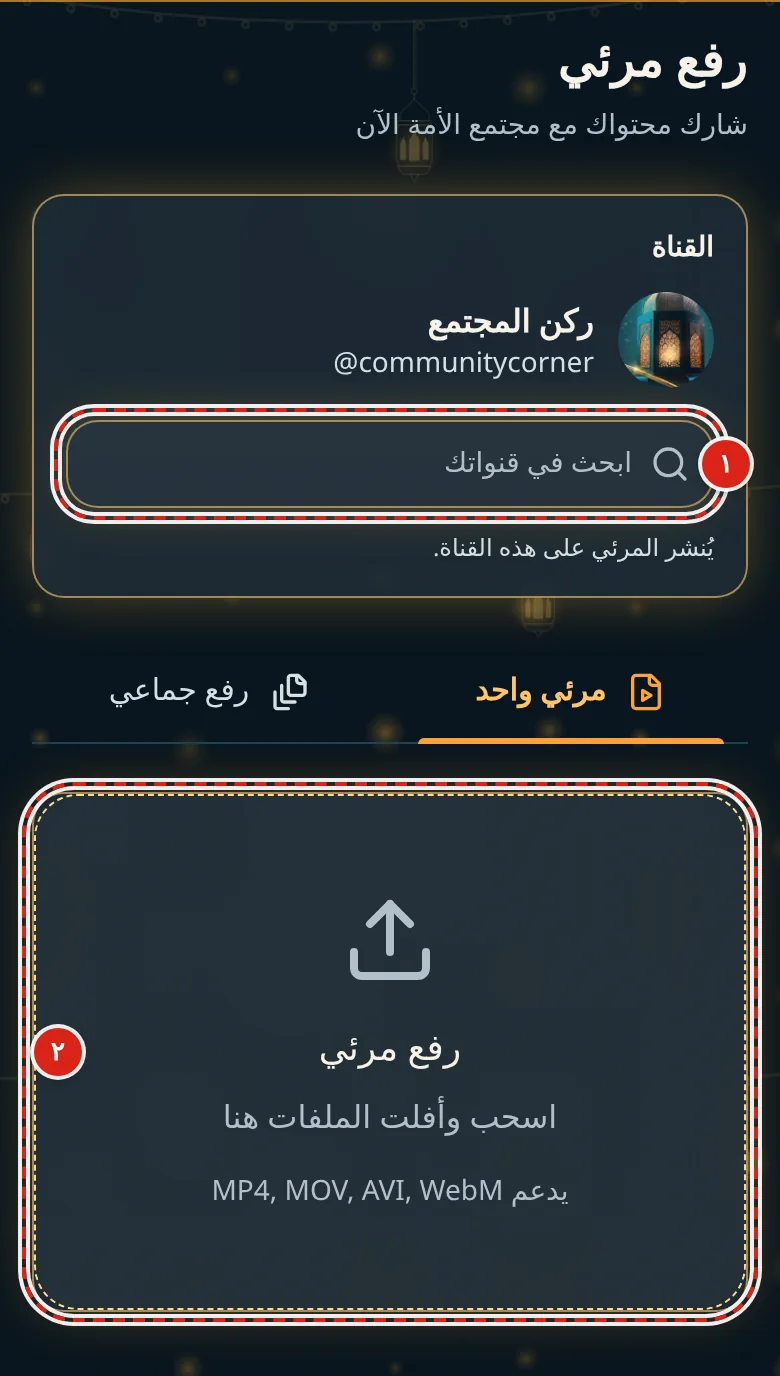 رفع مرئي
شارك محتواك مع مجتمع الأمة الآن
القناة
ركن المجتمع
@communitycorner
ابحث في قنواتك
١
يُنشر المرئي على هذه القناة.
مرئي واحد
رفع جماعي
٢
رفع مرئي
اسحب وأفلت الملفات هنا
يدعم MP4, MOV, AVI, WebM